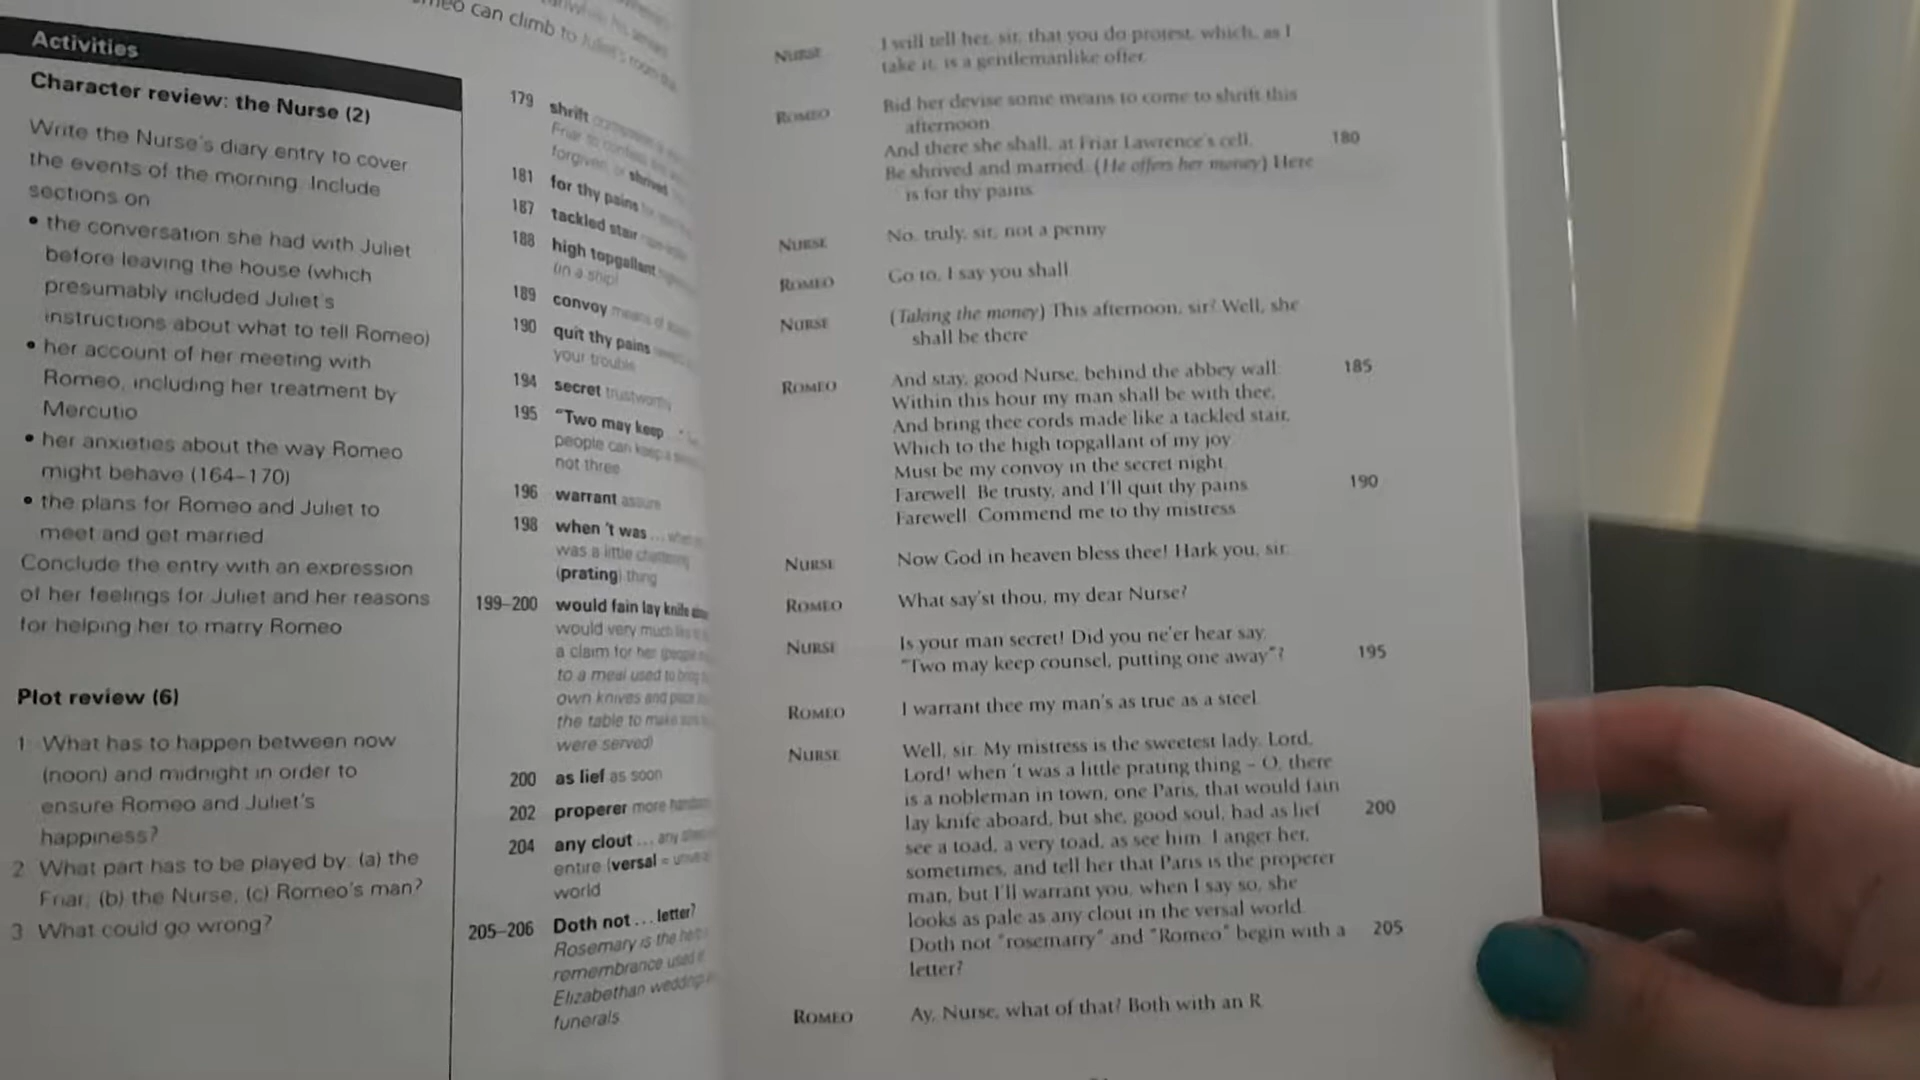 can climb to Juliet's room
Activities
Character review: the Nurse (2)
Write the Nurse's diary entry to cover
the events of the morning. Include
sections on
• the conversation she had with Juliet
before leaving the house (which
presumably included Juliet's
instructions about what to tell Romeo)
• her account of her meeting with
Romeo, including her treatment by
Mercutio
• her anxieties about the way Romeo
might behave (164–170)
• the plans for Romeo and Juliet to
meet and get married
Conclude the entry with an expression
of her feelings for Juliet and her reasons
for helping her to marry Romeo
Plot review (6)
1 What has to happen between now
(noon) and midnight in order to
ensure Romeo and Juliet's
happiness?
2 What part has to be played by: (a) the
Friar; (b) the Nurse; (c) Romeo's man?
3 What could go wrong?
179 shrift
Friar to confess
forgiven, or shrived
181 for thy pains
187 tackled stair
188 high topgallant
(in a ship)
189 convoy means of
190 quit thy pains
your trouble
194 secret trustworthy
195 "Two may keep ..."
people can keep a
not three
196 warrant assure
198 when 't was ...
was a little chattering
(prating) thing
199–200 would fain lay knife
would very much like
a claim for her (people
to a meal used to bring
own knives and place
the table to make sure
were served)
200 as lief as soon
202 properer more handsome
204 any clout ... any
entire (versal =
world
205–206 Doth not ... letter?
Rosemary is the herb
remembrance used
Elizabethan weddings
funerals
NURSE I will tell her, sir, that you do protest, which, as I
take it, is a gentlemanlike offer.
ROMEO Bid her devise some means to come to shrift this
afternoon
And there she shall, at Friar Lawrence's cell, 180
Be shrived and married. (He offers her money) Here
is for thy pains.
NURSE No, truly, sir, not a penny
ROMEO Go to, I say you shall
NURSE (Taking the money) This afternoon, sir? Well, she
shall be there
ROMEO And stay, good Nurse, behind the abbey wall. 185
Within this hour my man shall be with thee,
And bring thee cords made like a tackled stair,
Which to the high topgallant of my joy
Must be my convoy in the secret night.
Farewell. Be trusty, and I'll quit thy pains 190
Farewell. Commend me to thy mistress
NURSE Now God in heaven bless thee! Hark you, sir.
ROMEO What say'st thou, my dear Nurse?
NURSE Is your man secret! Did you ne'er hear say,
"Two may keep counsel, putting one away"? 195
ROMEO I warrant thee my man's as true as a steel.
NURSE Well, sir. My mistress is the sweetest lady. Lord,
Lord! when 't was a little prating thing – O, there
is a nobleman in town, one Paris, that would fain
lay knife aboard, but she, good soul, had as lief 200
see a toad, a very toad, as see him. I anger her,
sometimes, and tell her that Paris is the properer
man, but I'll warrant you, when I say so, she
looks as pale as any clout in the versal world.
Doth not "rosemarry" and "Romeo" begin with a 205
letter?
ROMEO Ay, Nurse, what of that? Both with an R